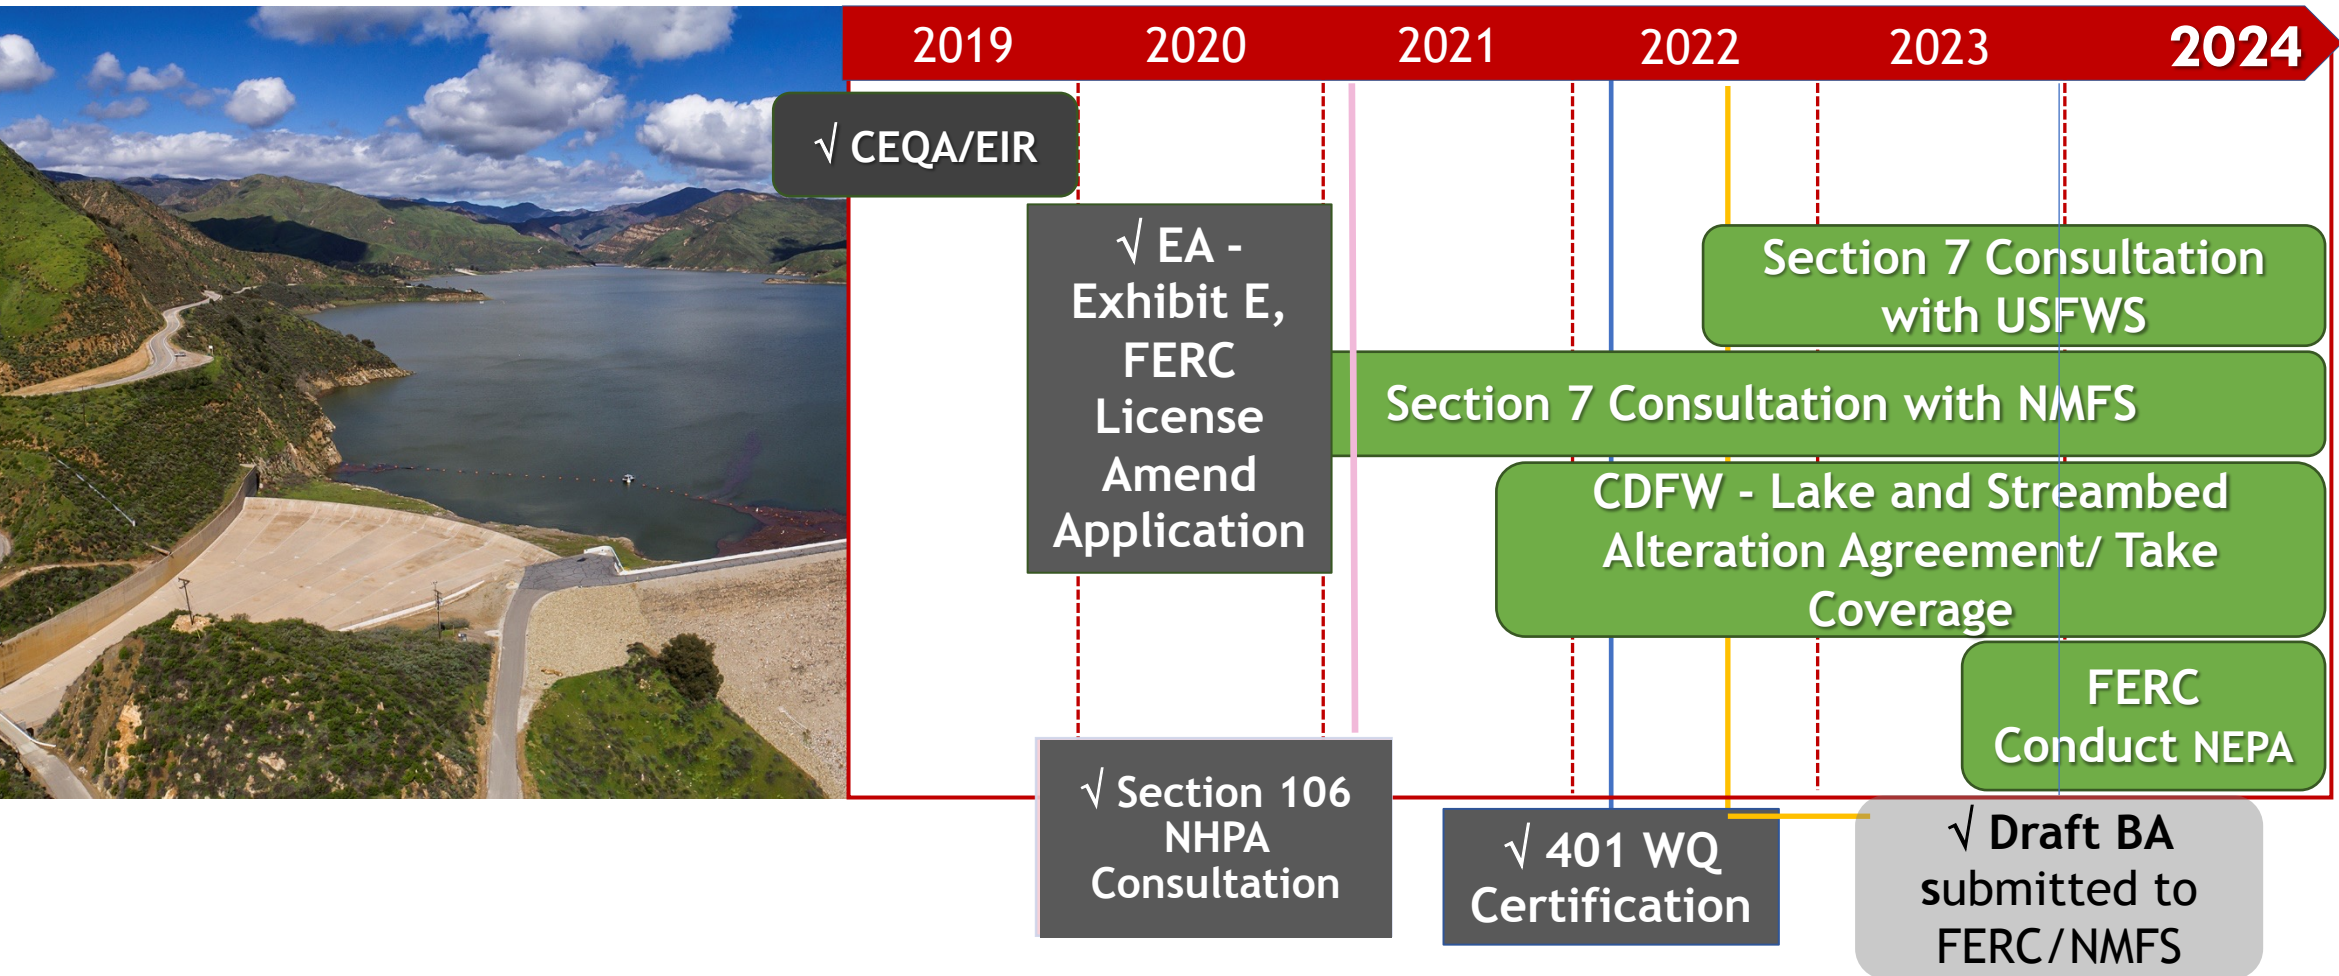 2019 2020 2021 2022 2023 2024
√ CEQA/EIR
√ EA -
Exhibit E,
FERC
License
Amend
Application
Section 7 Consultation
with USFWS
Section 7 Consultation with NMFS
CDFW - Lake and Streambed
Alteration Agreement/ Take
Coverage
FERC
Conduct NEPA
√ Section 106
NHPA
Consultation
√ 401 WQ
Certification
√ Draft BA
submitted to
FERC/NMFS